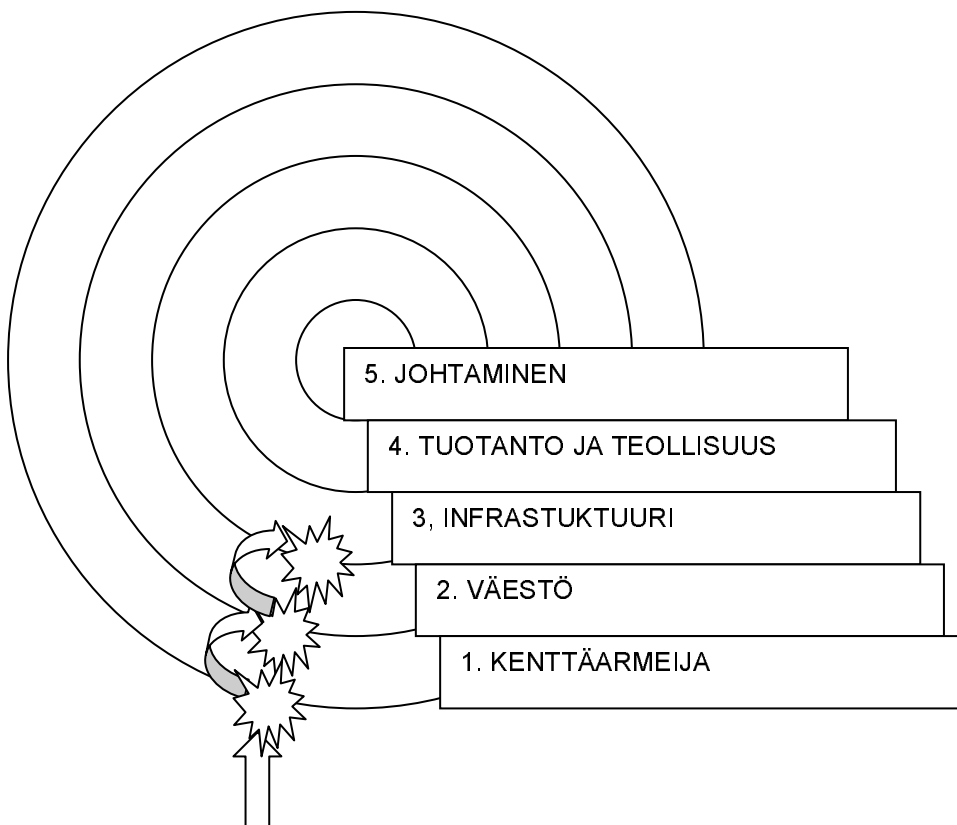 5. JOHTAMINEN
4. TUOTANTO JA TEOLLISUUS
3, INFRASTUKTUURI
2. VÄESTÖ
1. KENTTÄARMEIJA